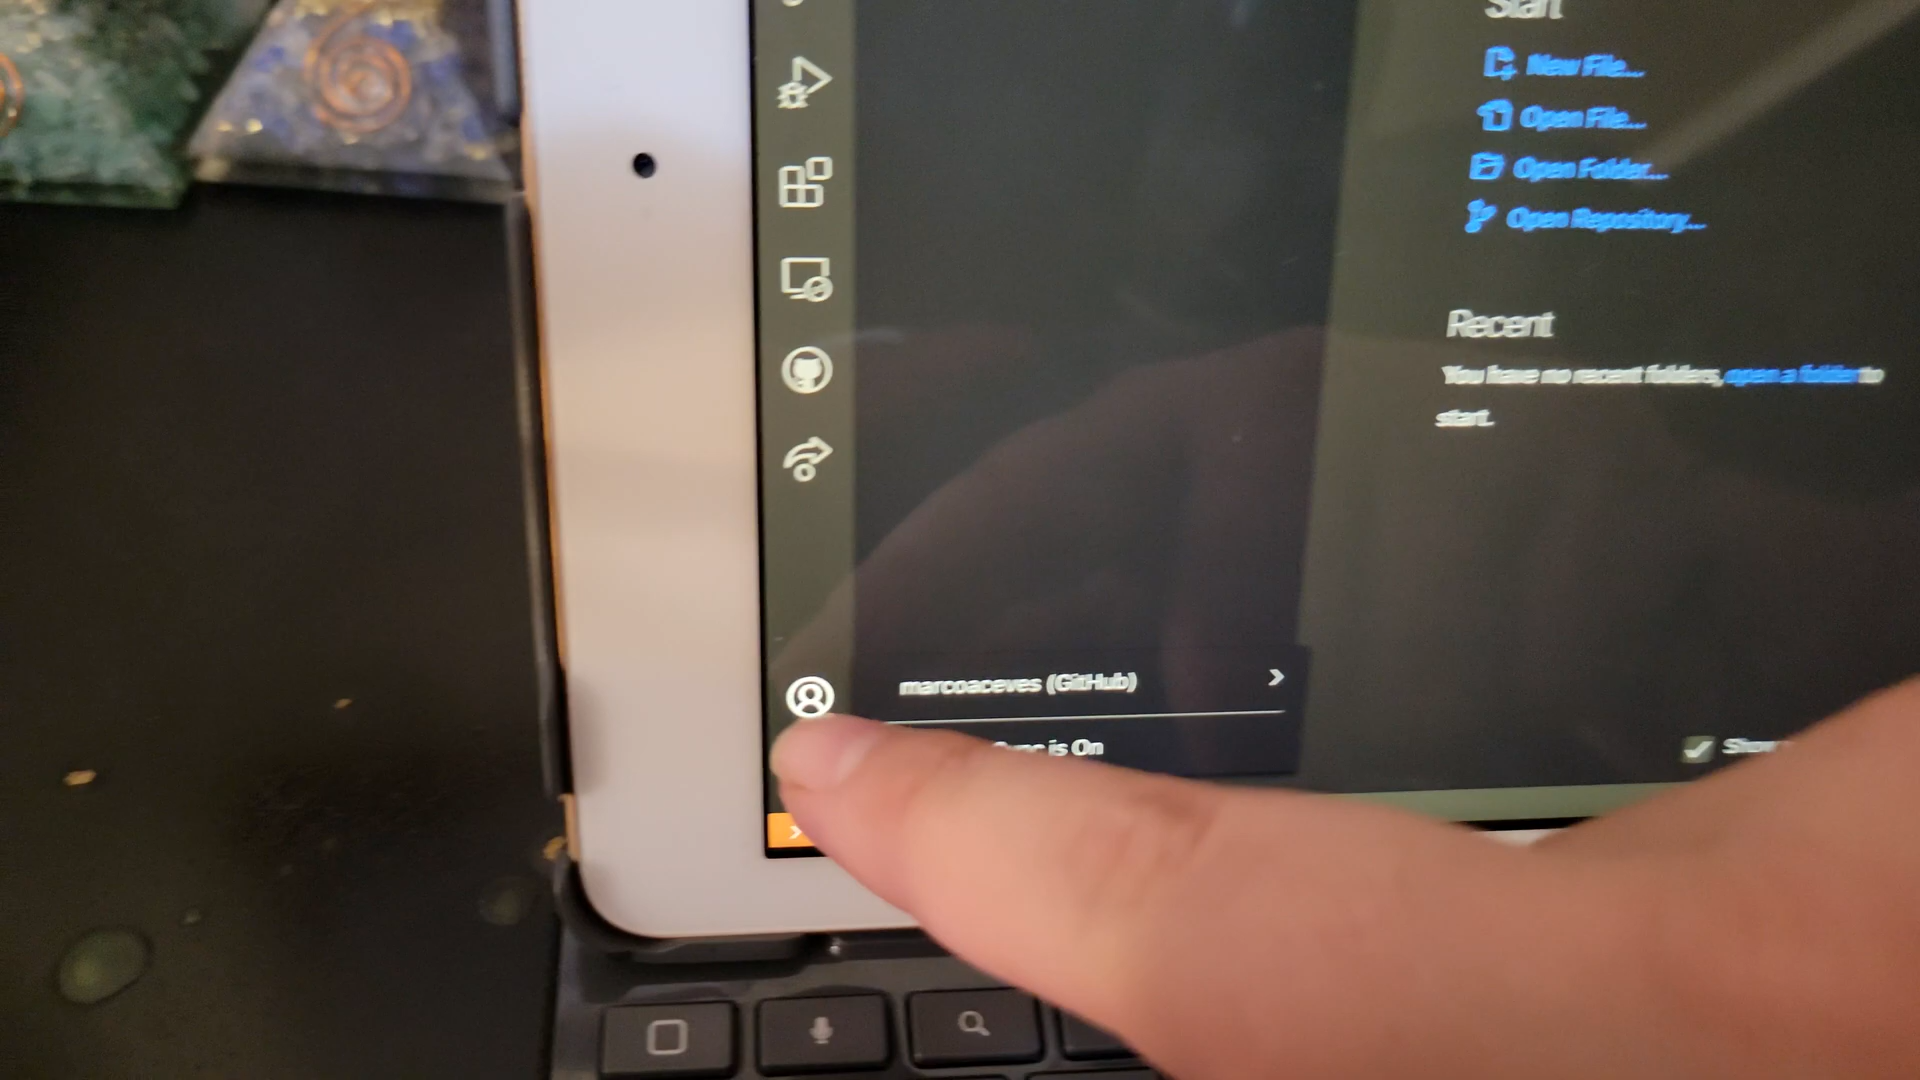 Start
New File...
Open File...
Open Folder...
Open Repository...
Recent
You have no recent folders, open a folder to
start.
marcoaceves (GitHub)
Sync is On
Show